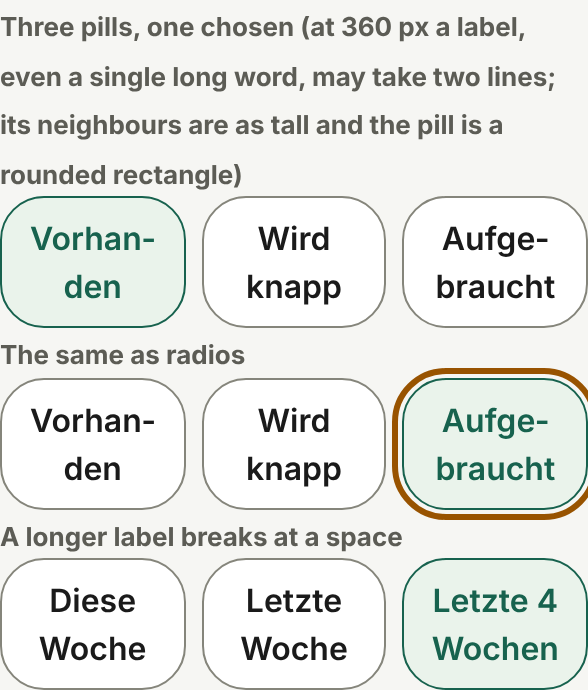 Three pills, one chosen (at 360 px a label,
even a single long word, may take two lines;
its neighbours are as tall and the pill is a
rounded rectangle)
Vorhan-
den
Wird
knapp
Aufge-
braucht
The same as radios
Vorhan-
den
Wird
knapp
Aufge-
braucht
A longer label breaks at a space
Diese
Woche
Letzte
Woche
Letzte 4
Wochen